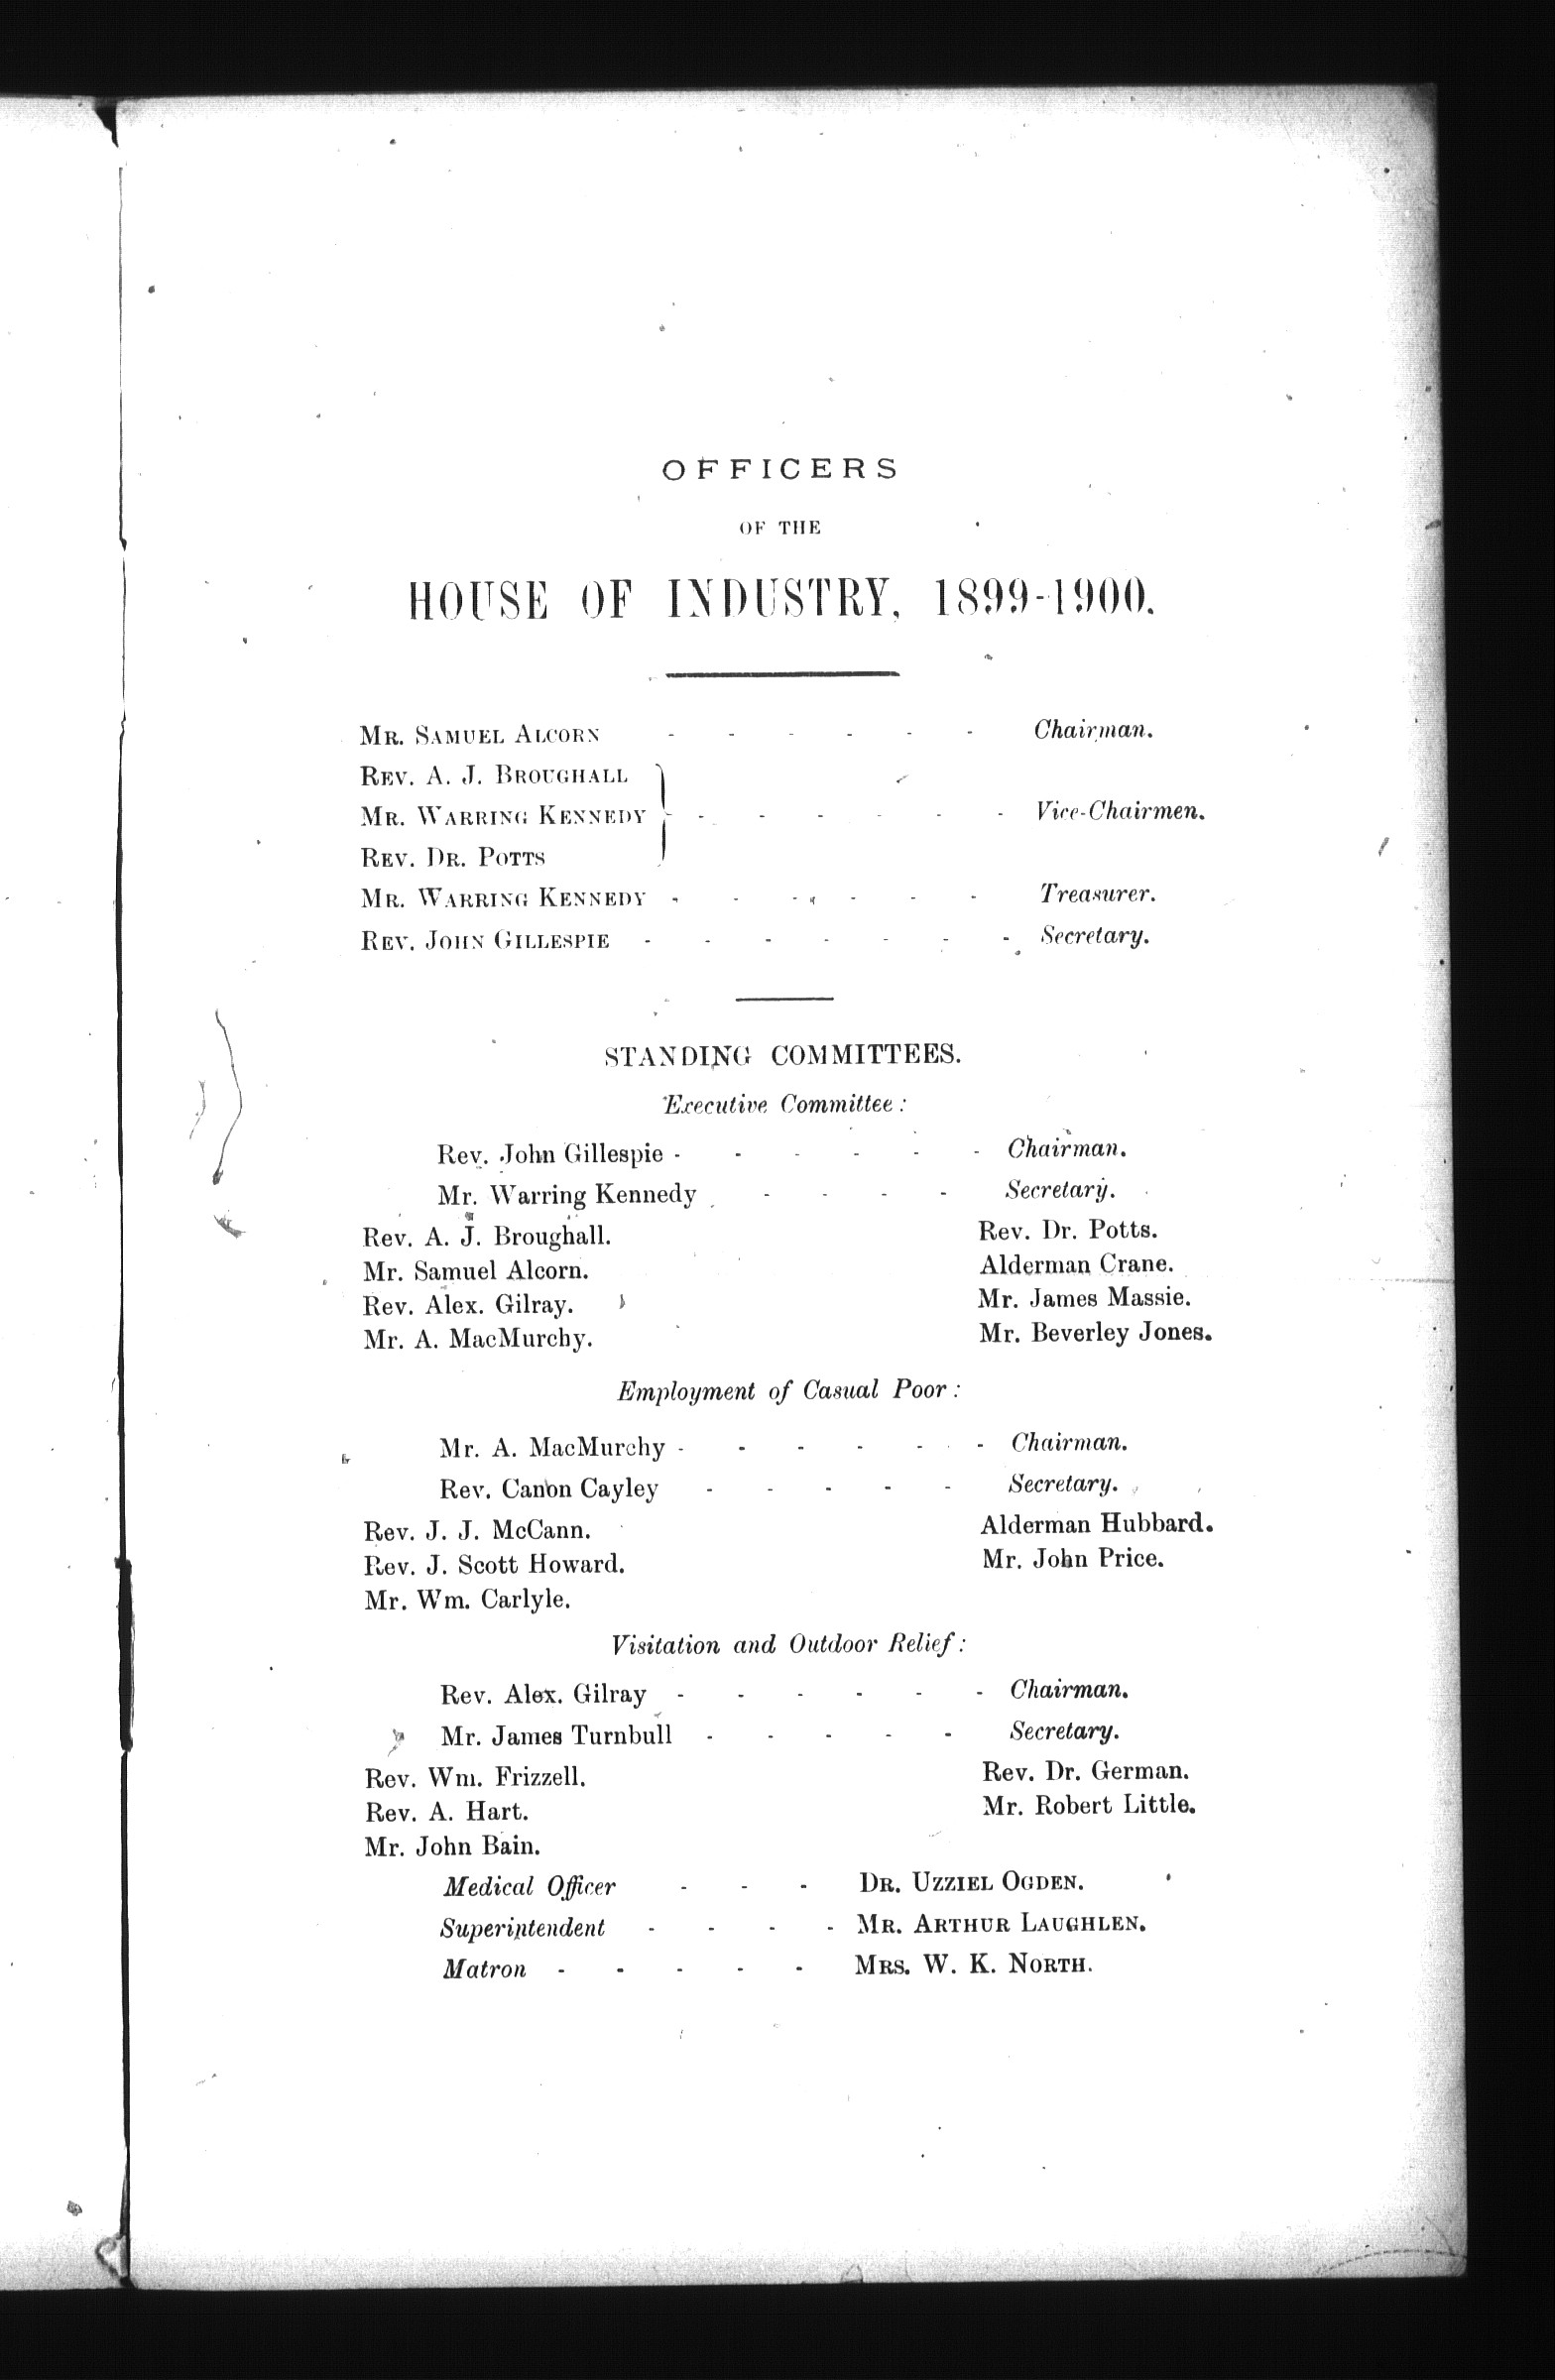 OFFICERS
OF THE
HOUSE OF INDUSTRY, 1899-1900.
MR. SAMUEL ALCORN - - - - - - Chairman.
REV. A. J. BROUGHALL
MR. WARRING KENNEDY } - - - - - - Vice-Chairmen.
REV. DR. POTTS
MR. WARRING KENNEDY - - - - - - Treasurer.
REV. JOHN GILLESPIE - - - - - - - Secretary.
STANDING COMMITTEES.
Executive Committee:
Rev. John Gillespie - - - - - - Chairman.
Mr. Warring Kennedy - - - - Secretary.
Rev. A. J. Broughall. Rev. Dr. Potts.
Mr. Samuel Alcorn. Alderman Crane.
Rev. Alex. Gilray. Mr. James Massie.
Mr. A. MacMurchy. Mr. Beverley Jones.
Employment of Casual Poor:
Mr. A. MacMurchy - - - - - - Chairman.
Rev. Canon Cayley - - - - - Secretary.
Rev. J. J. McCann. Alderman Hubbard.
Rev. J. Scott Howard. Mr. John Price.
Mr. Wm. Carlyle.
Visitation and Outdoor Relief:
Rev. Alex. Gilray - - - - - - Chairman.
Mr. James Turnbull - - - - - Secretary.
Rev. Wm. Frizzell. Rev. Dr. German.
Rev. A. Hart. Mr. Robert Little.
Mr. John Bain.
Medical Officer - - - DR. UZZIEL OGDEN.
Superintendent - - - - MR. ARTHUR LAUGHLEN.
Matron - - - - - MRS. W. K. NORTH.